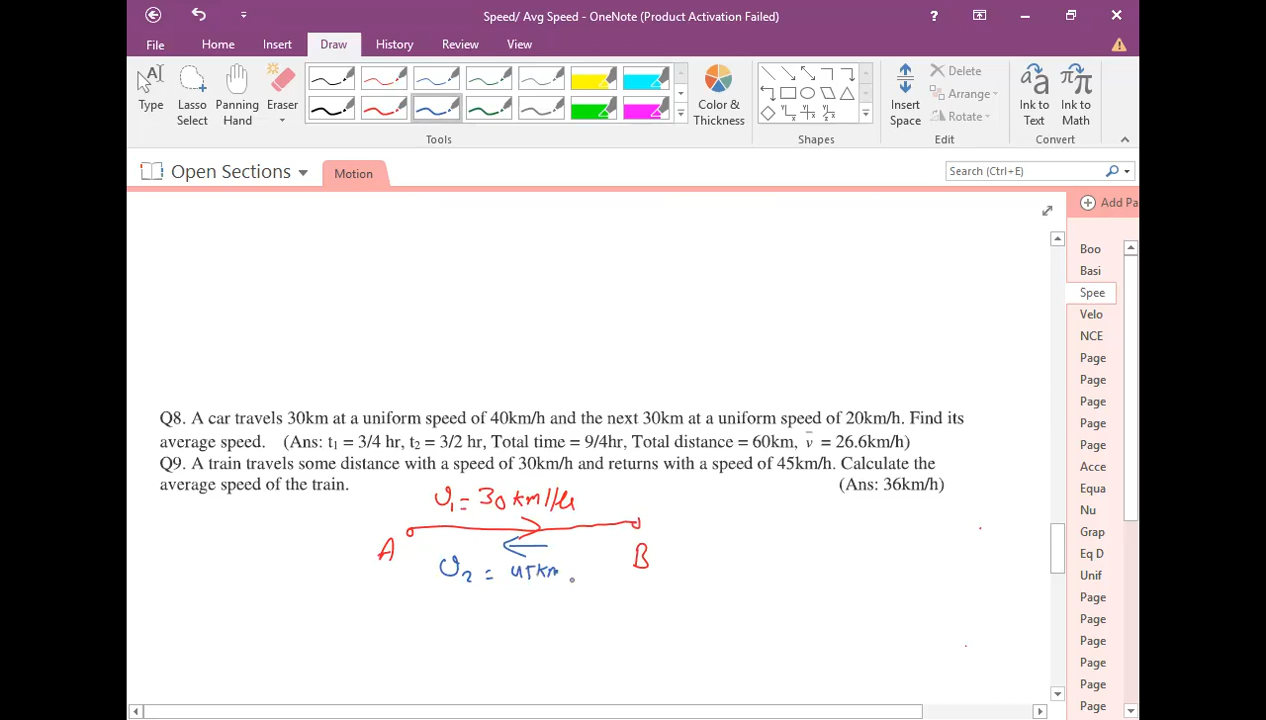 Speed/ Avg Speed - OneNote (Product Activation Failed)
File Home Insert Draw History Review View
Type
Lasso Select
Panning Hand
Eraser
Color & Thickness
Insert Space
Delete
Arrange
Rotate
Ink to Text
Ink to Math
Tools
Shapes
Edit
Convert
Open Sections
Motion
Search (Ctrl+E)
Add Pa
Boo
Basi
Spee
Velo
NCE
Page
Page
Page
Page
Page
Acce
Equa
Nu
Grap
Eq D
Unif
Page
Page
Page
Page
Page
Page
Q8. A car travels 30km at a uniform speed of 40km/h and the next 30km at a uniform speed of 20km/h. Find its
average speed. (Ans: t₁ = 3/4 hr, t₂ = 3/2 hr, Total time = 9/4hr, Total distance = 60km, v̄ = 26.6km/h)
Q9. A train travels some distance with a speed of 30km/h and returns with a speed of 45km/h. Calculate the
average speed of the train. (Ans: 36km/h)
v₁ = 30 km/h
A B
v₂ = 45km